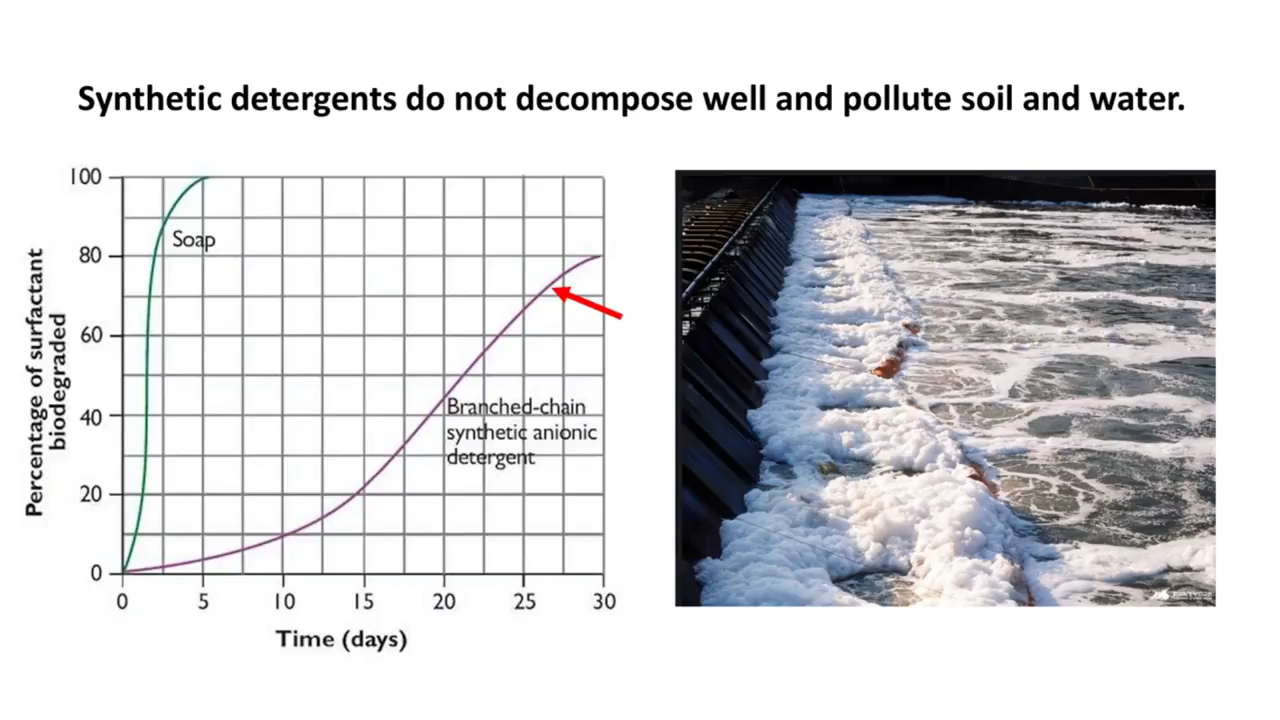 Synthetic detergents do not decompose well and pollute soil and water.
Percentage of surfactant
biodegraded
100
80
60
40
20
0
Soap
Branched-chain
synthetic anionic
detergent
0 5 10 15 20 25 30
Time (days)